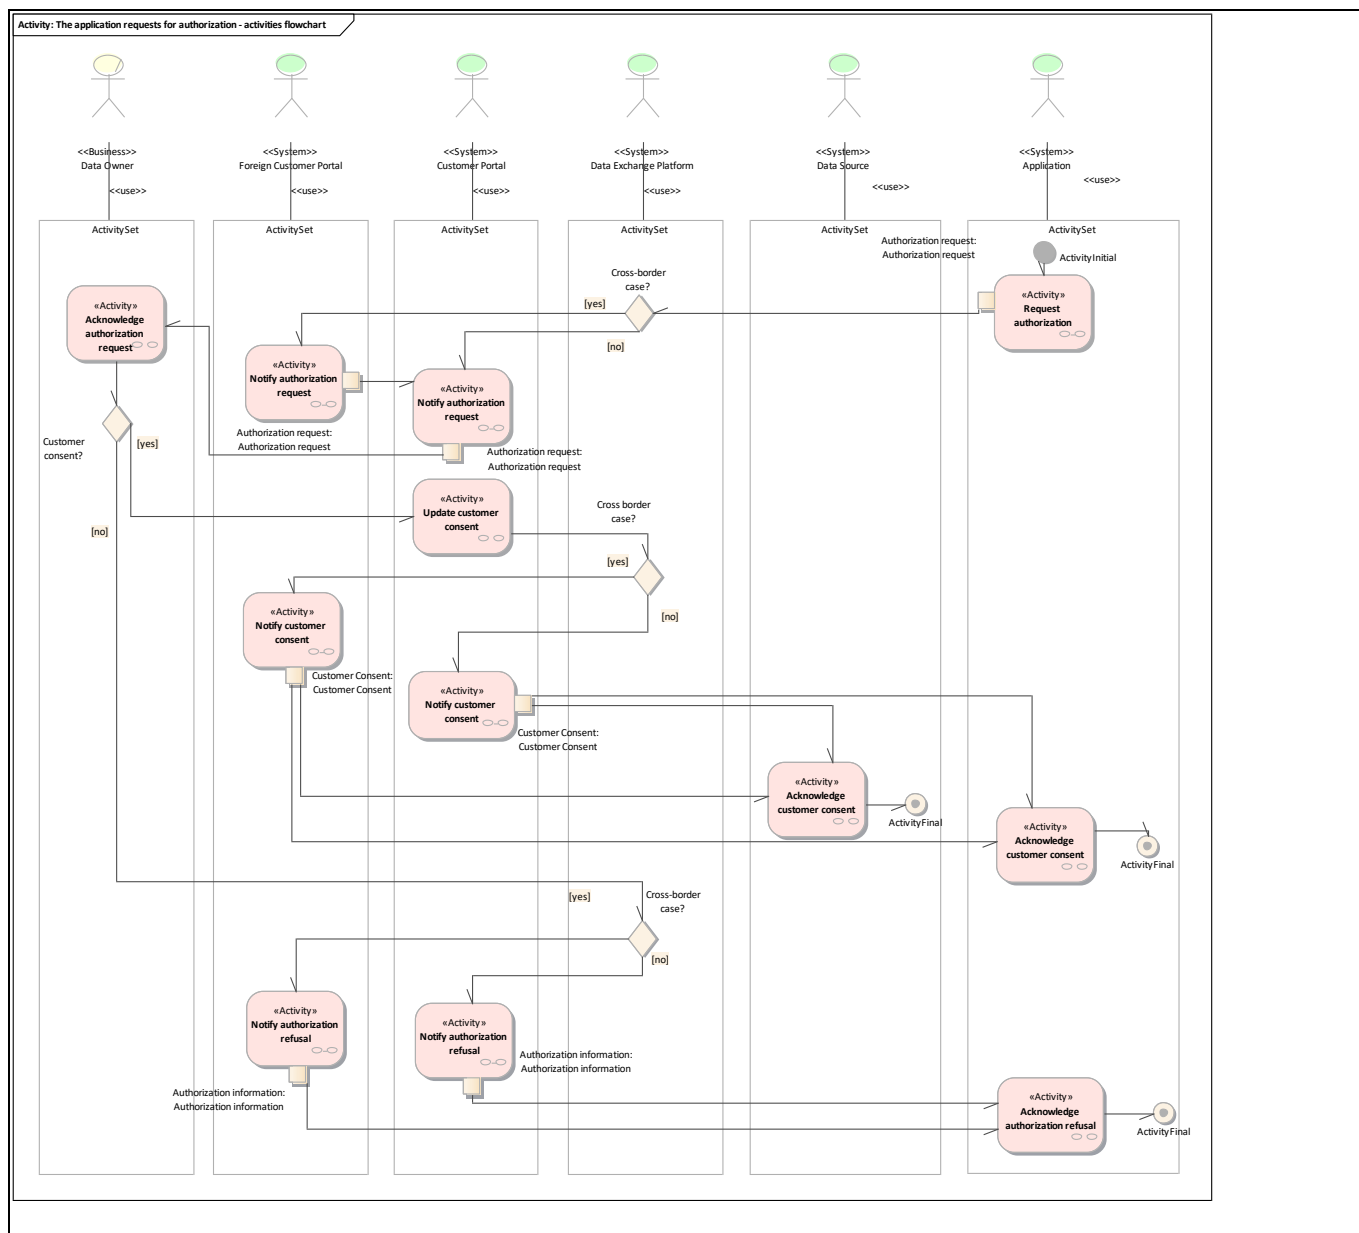 Activity: The application requests for authorization - activities flowchart
<<Business>>
Data Owner
<<use>>
<<System>>
Foreign Customer Portal
<<use>>
<<System>>
Customer Portal
<<use>>
<<System>>
Data Exchange Platform
<<use>>
<<System>>
Data Source
<<use>>
<<System>>
Application
<<use>>
ActivitySet
ActivitySet
ActivitySet
ActivitySet
ActivitySet
ActivitySet
Authorization request:
Authorization request
ActivityInitial
«Activity»
Request
authorization
Cross-border
case?
[yes]
[no]
«Activity»
Acknowledge
authorization
request
«Activity»
Notify authorization
request
Authorization request:
Authorization request
«Activity»
Notify authorization
request
Authorization request:
Authorization request
Customer
consent?
[yes]
[no]
«Activity»
Update customer
consent
Cross border
case?
[yes]
[no]
«Activity»
Notify customer
consent
Customer Consent:
Customer Consent
«Activity»
Notify customer
consent
Customer Consent:
Customer Consent
«Activity»
Acknowledge
customer consent
ActivityFinal
«Activity»
Acknowledge
customer consent
ActivityFinal
[yes]
Cross-border
case?
[no]
«Activity»
Notify authorization
refusal
Authorization information:
Authorization information
«Activity»
Notify authorization
refusal
Authorization information:
Authorization information
«Activity»
Acknowledge
authorization refusal
ActivityFinal